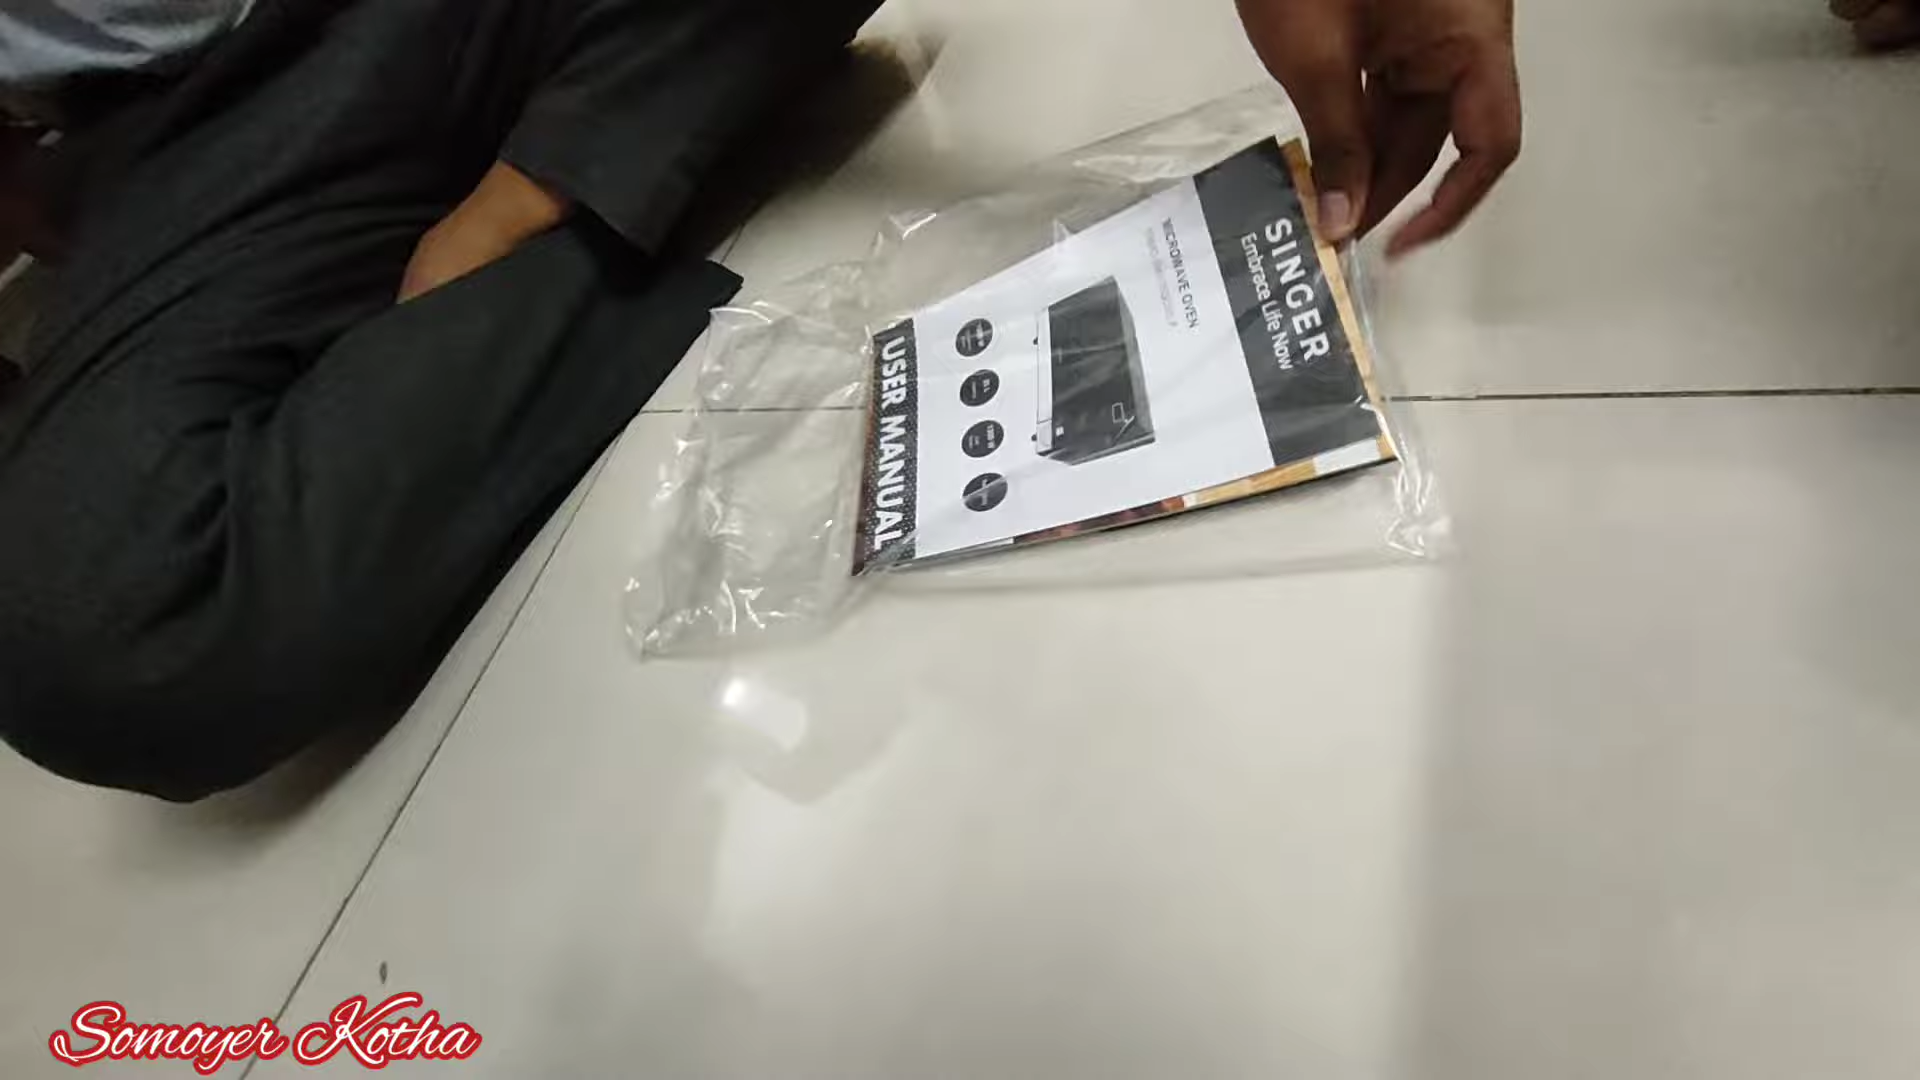 SINGER
Embrace Life Now
MICROWAVE OVEN
USER MANUAL
Somoyer Kotha